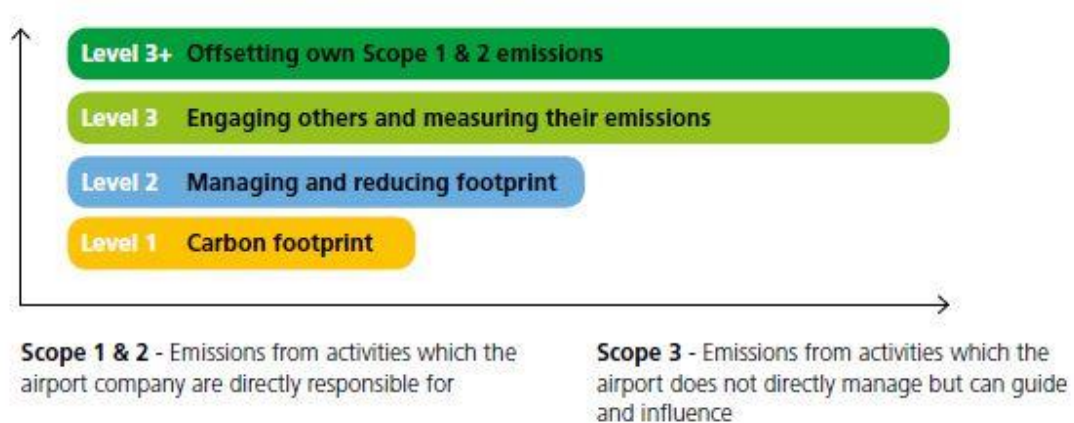 Level 3+ Offsetting own Scope 1 & 2 emissions
Level 3 Engaging others and measuring their emissions
Level 2 Managing and reducing footprint
Level 1 Carbon footprint
Scope 1 & 2 - Emissions from activities which the
airport company are directly responsible for
Scope 3 - Emissions from activities which the
airport does not directly manage but can guide
and influence